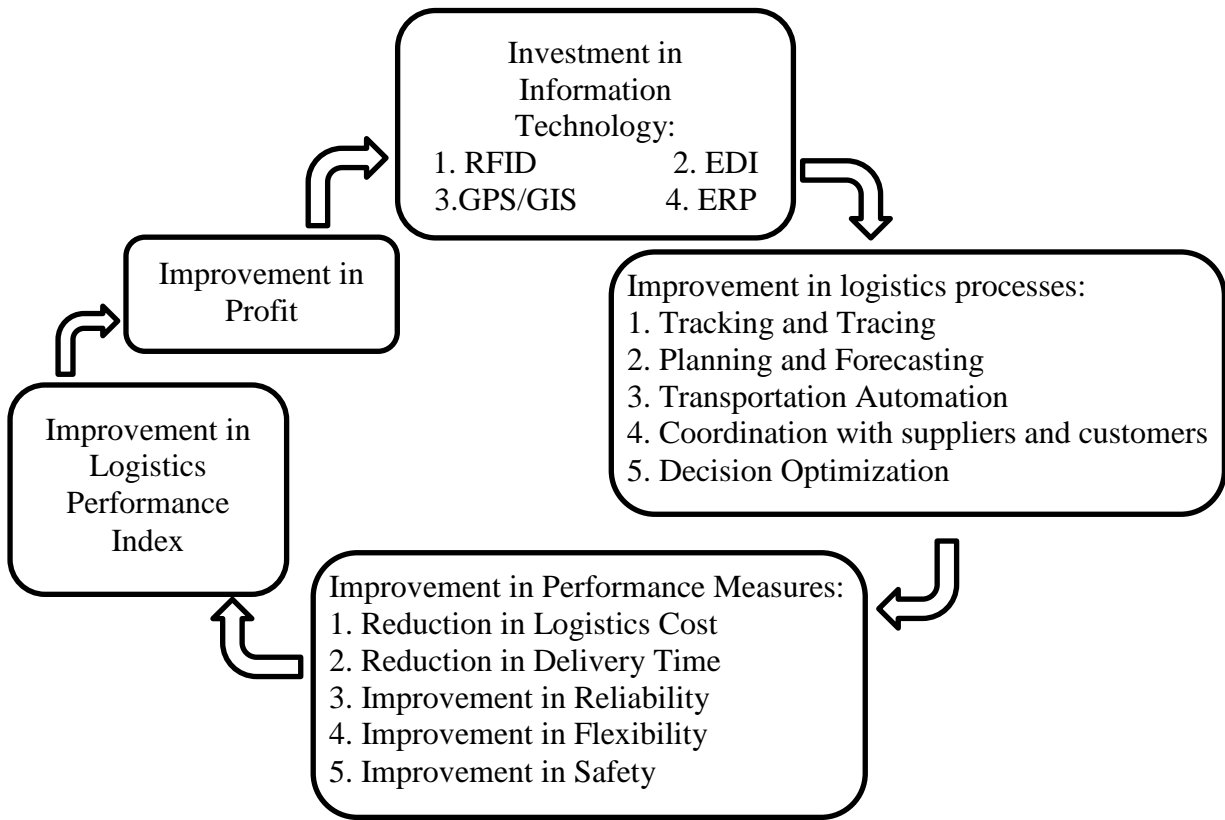 Investment in
Information
Technology:
1. RFID 2. EDI
3.GPS/GIS 4. ERP
Improvement in logistics processes:
1. Tracking and Tracing
2. Planning and Forecasting
3. Transportation Automation
4. Coordination with suppliers and customers
5. Decision Optimization
Improvement in Performance Measures:
1. Reduction in Logistics Cost
2. Reduction in Delivery Time
3. Improvement in Reliability
4. Improvement in Flexibility
5. Improvement in Safety
Improvement in
Logistics
Performance
Index
Improvement in
Profit